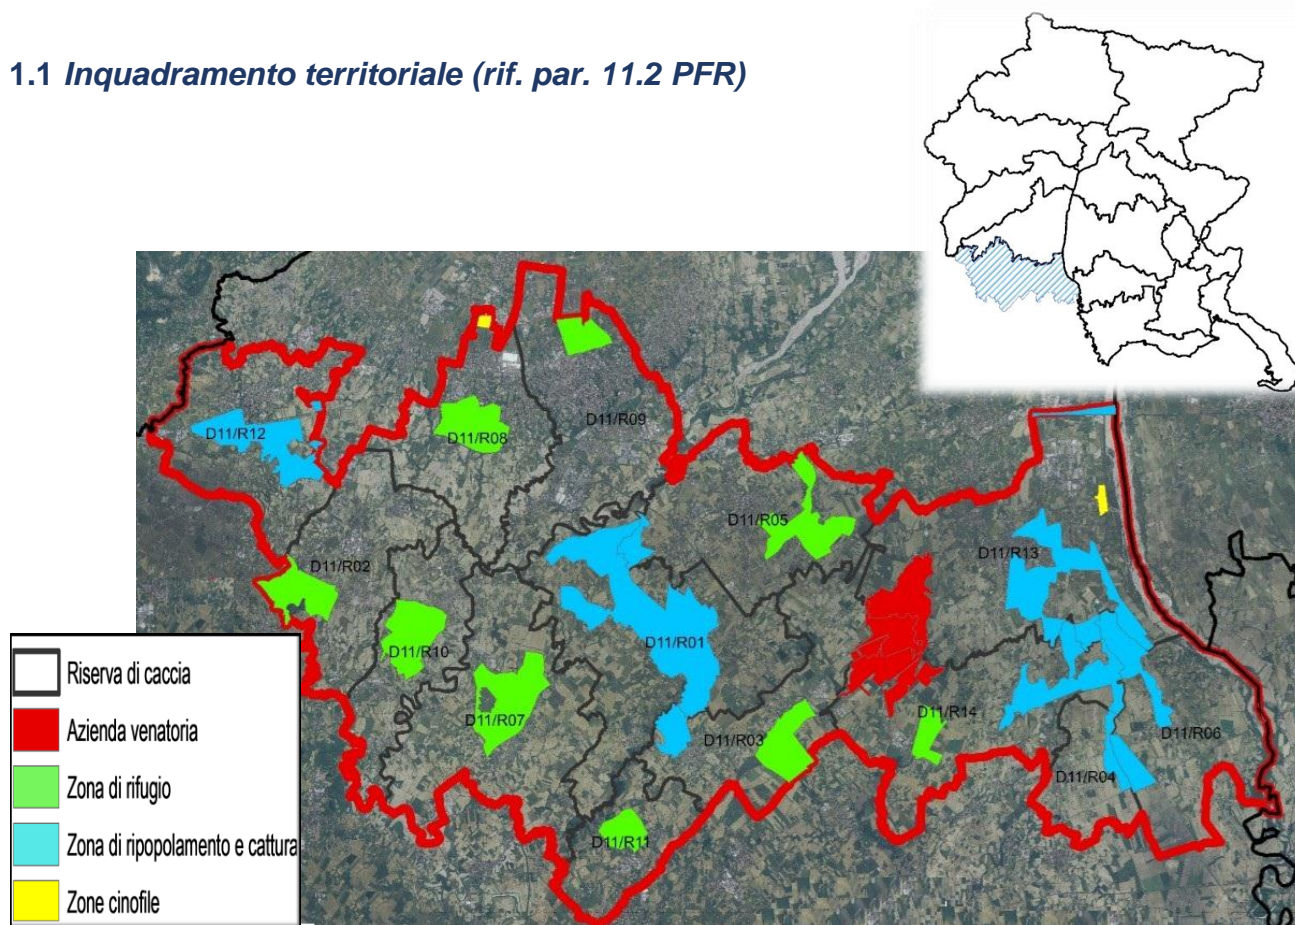 1.1 Inquadramento territoriale (rif. par. 11.2 PFR)
D11/R12
D11/R08
D11/R09
D11/R05
D11/R13
D11/R02
D11/R10
D11/R01
D11/R07
D11/R03
D11/R14
D11/R06
D11/R04
D11/R11
Riserva di caccia
Azienda venatoria
Zona di rifugio
Zona di ripopolamento e cattura
Zone cinofile